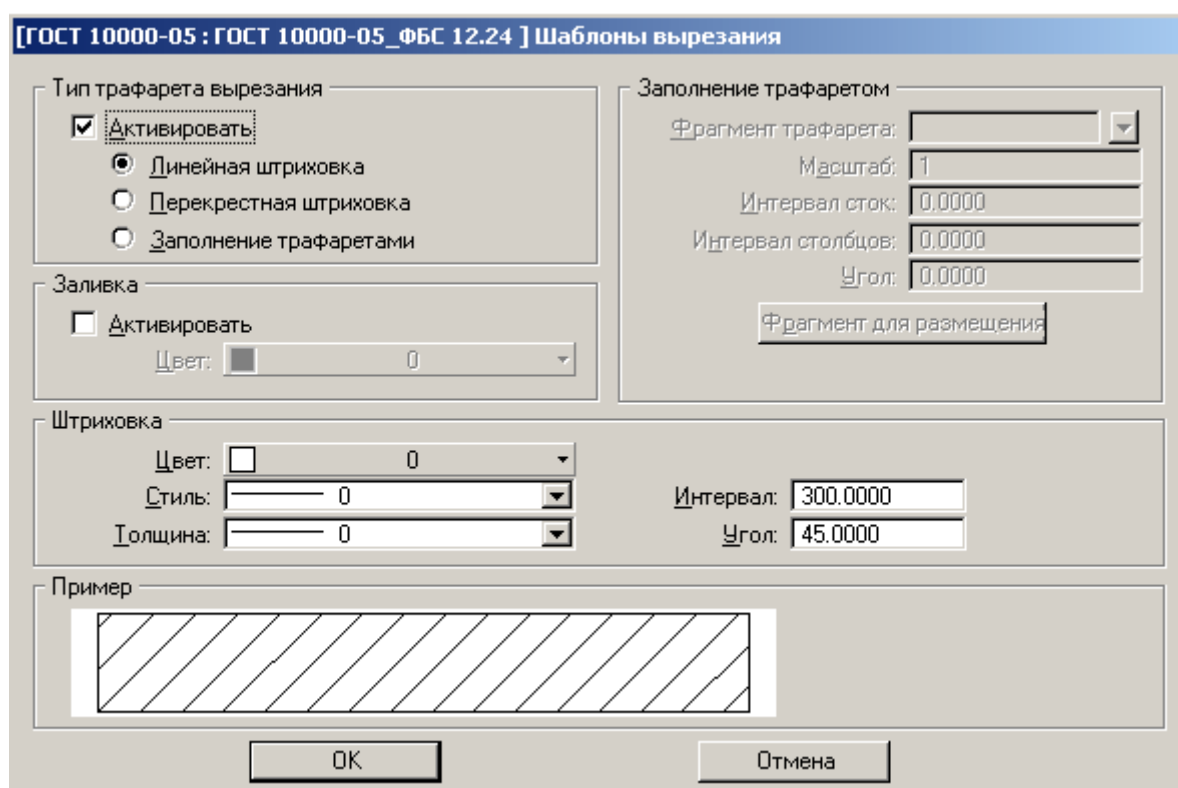 [ГОСТ 10000-05 : ГОСТ 10000-05_ФБС 12.24 ] Шаблоны вырезания
Тип трафарета вырезания
Активировать
Линейная штриховка
Перекрестная штриховка
Заполнение трафаретами
Заливка
Активировать
Цвет: 0
Заполнение трафаретом
Фрагмент трафарета:
Масштаб: 1
Интервал сток: 0.0000
Интервал столбцов: 0.0000
Угол: 0.0000
Фрагмент для размещения
Штриховка
Цвет: 0
Стиль: 0
Толщина: 0
Интервал: 300.0000
Угол: 45.0000
Пример
OK
Отмена